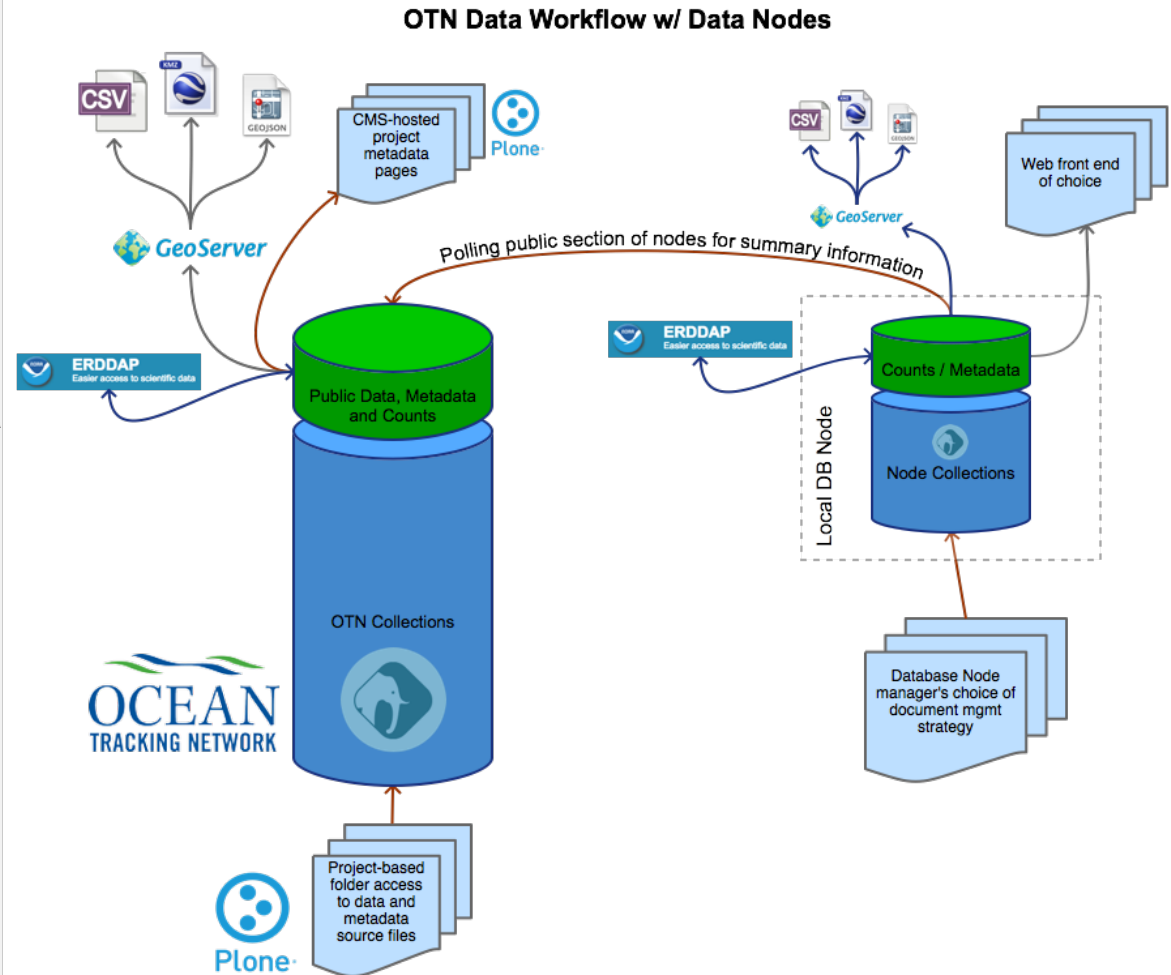 OTN Data Workflow w/ Data Nodes
CSV
KMZ
GEOJSON
CMS-hosted
project
metadata
pages
Plone
GeoServer
ERDDAP
Easier access to scientific data
Public Data, Metadata
and Counts
OTN Collections
OCEAN
TRACKING NETWORK
Project-based
folder access
to data and
metadata
source files
Plone
Polling public section of nodes for summary information
CSV
KMZ
GEOJSON
GeoServer
Web front end
of choice
ERDDAP
Easier access to scientific data
Counts / Metadata
Node Collections
Local DB Node
Database Node
manager's choice of
document mgmt
strategy